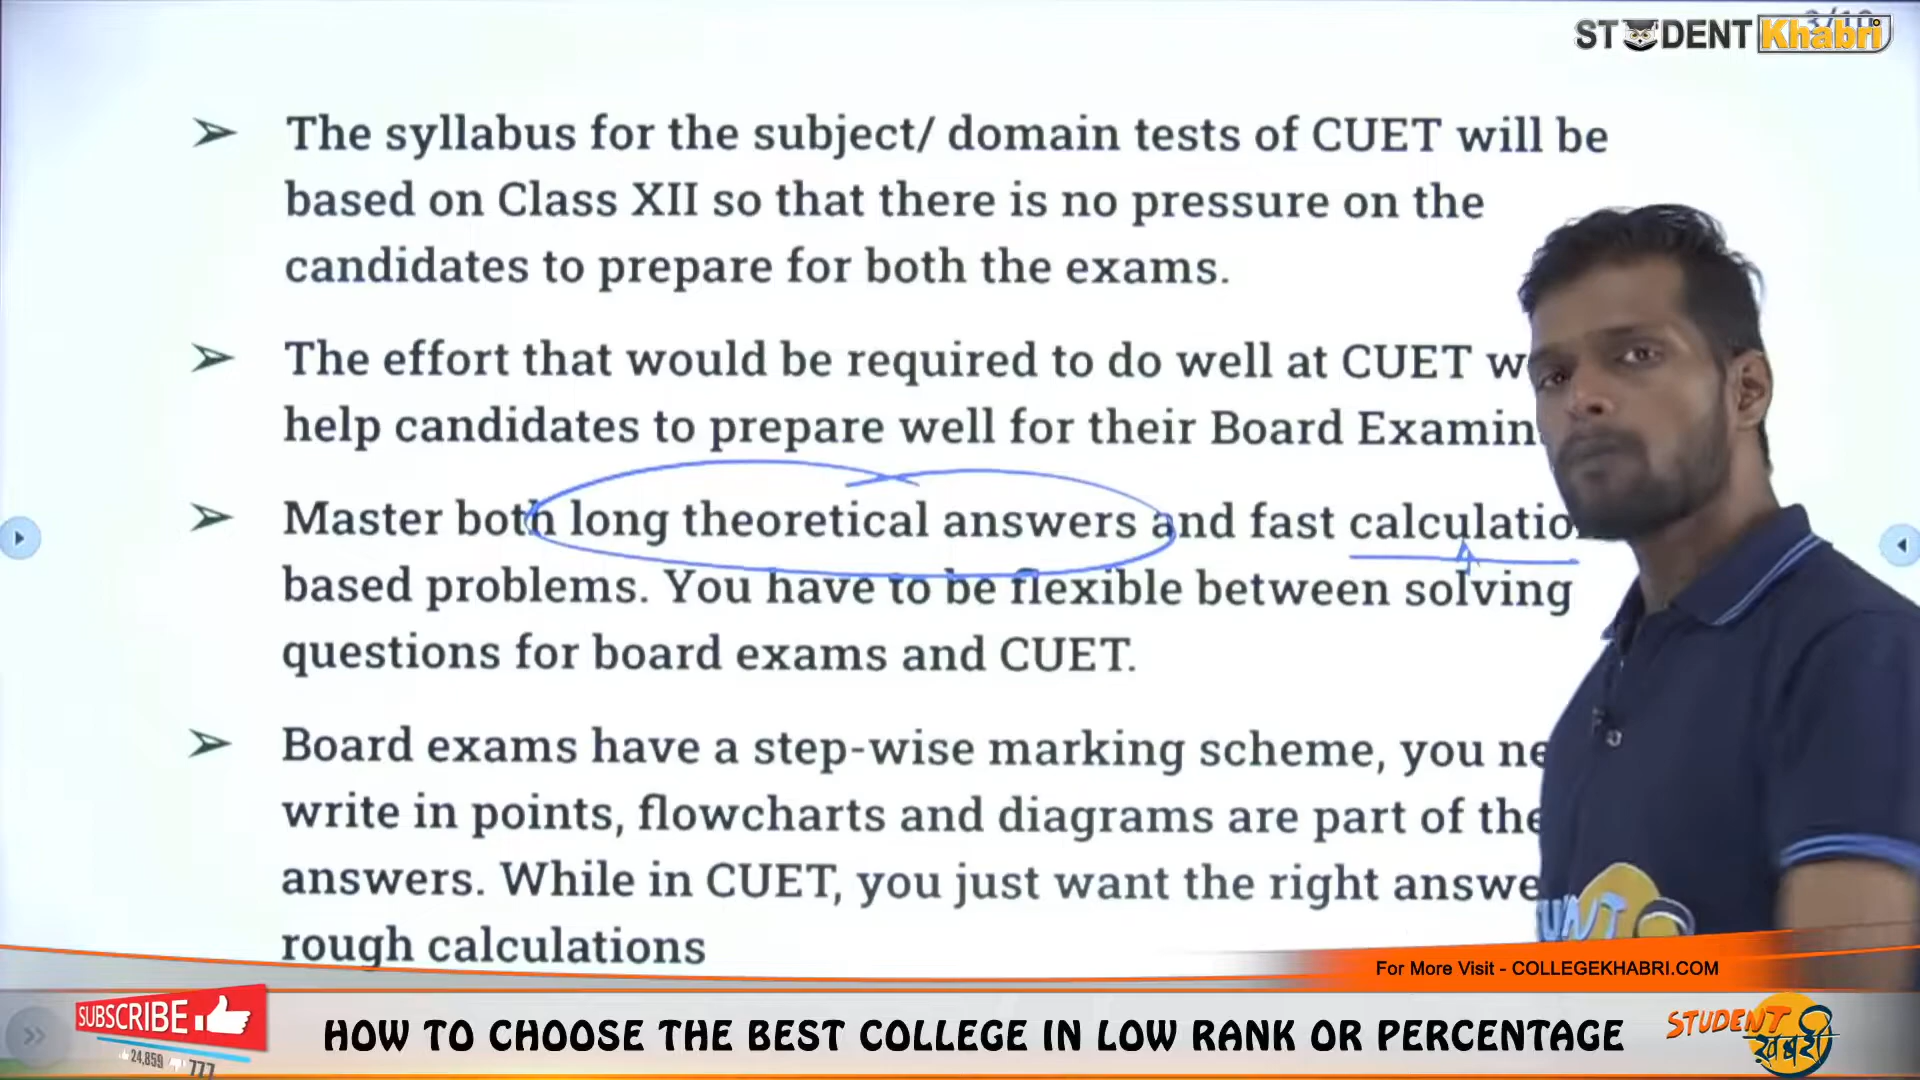 STUDENT Khabri
The syllabus for the subject/ domain tests of CUET will be
based on Class XII so that there is no pressure on the
candidates to prepare for both the exams.
The effort that would be required to do well at CUET
help candidates to prepare well for their Board Examin
Master both long theoretical answers and fast calculatio
based problems. You have to be flexible between solving
questions for board exams and CUET.
Board exams have a step-wise marking scheme, you ne
write in points, flowcharts and diagrams are part of the
answers. While in CUET, you just want the right answe
rough calculations
For More Visit - COLLEGEKHABRI.COM
SUBSCRIBE
24,859 777
HOW TO CHOOSE THE BEST COLLEGE IN LOW RANK OR PERCENTAGE
STUDENT
खबरी